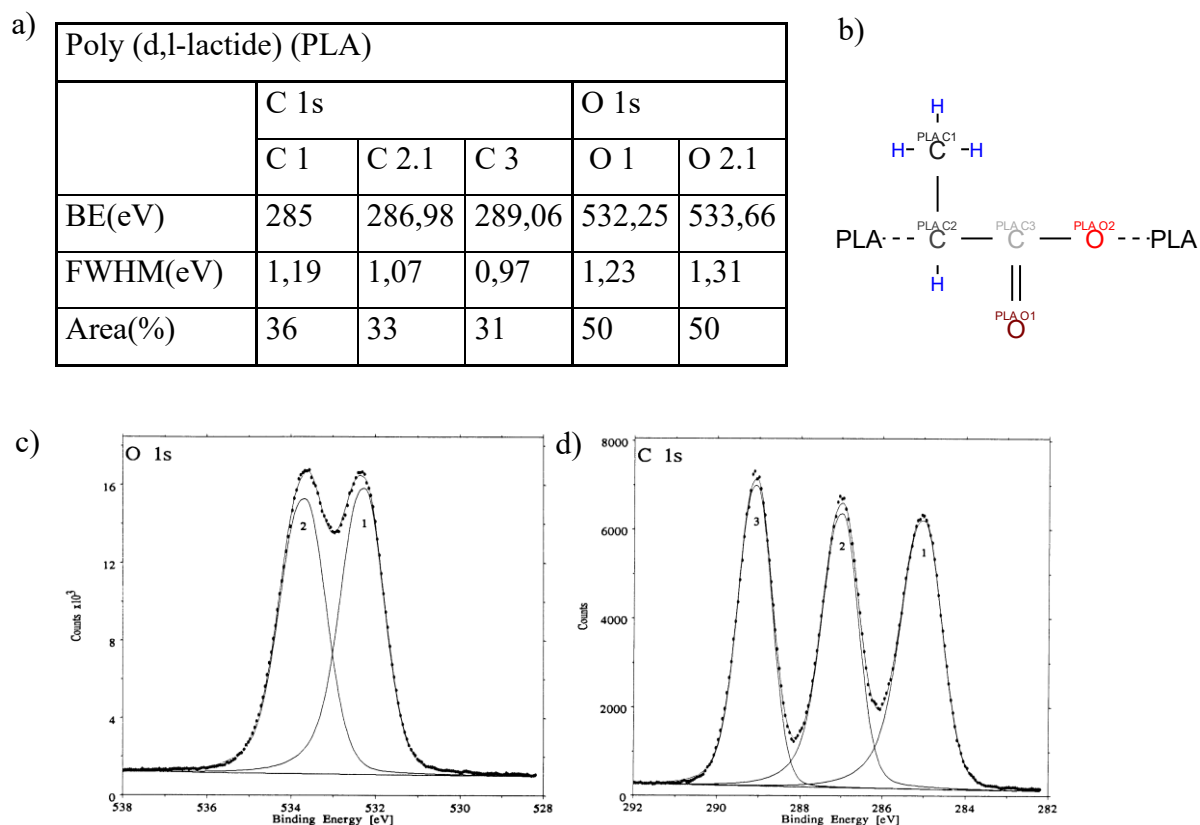 a)
Poly (d,l-lactide) (PLA)
C 1s O 1s
C 1 C 2.1 C 3 O 1 O 2.1
BE(eV) 285 286,98 289,06 532,25 533,66
FWHM(eV) 1,19 1,07 0,97 1,23 1,31
Area(%) 36 33 31 50 50
b)
H
PLA C1
H C H
PLA C2 PLA C3 PLA O2
PLA C C O PLA
H
PLA O1
O
c)
O 1s
16
12
8
4
0
Counts x10³
2 1
538 536 534 532 530 528
Binding Energy [eV]
d)
C 1s
8000
6000
4000
2000
0
Counts
3 2 1
292 290 288 286 284 282
Binding Energy [eV]